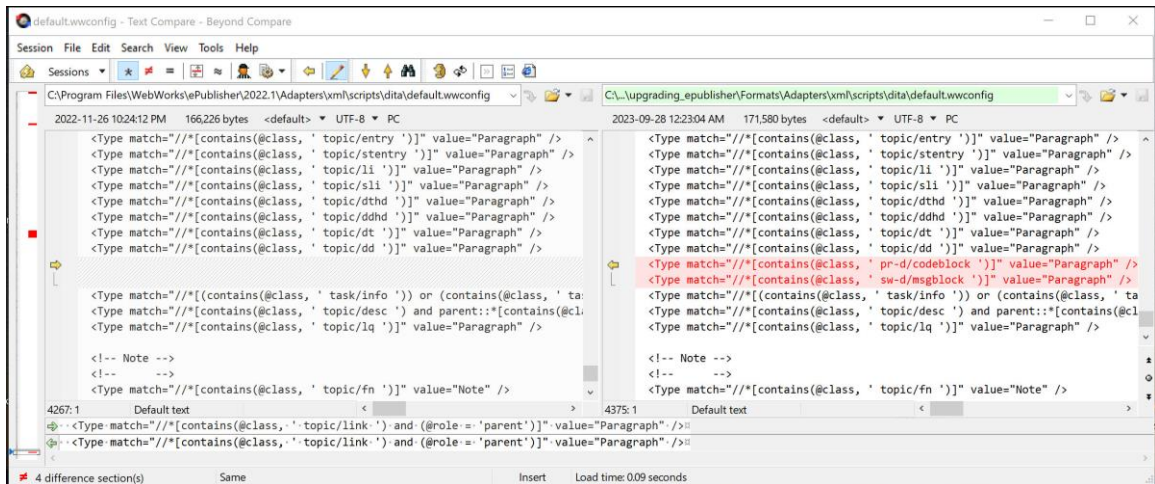 default.wwconfig - Text Compare - Beyond Compare
Session File Edit Search View Tools Help
Sessions
C:\Program Files\WebWorks\ePublisher\2022.1\Adapters\xml\scripts\dita\default.wwconfig
2022-11-26 10:24:12 PM 166,226 bytes <default> UTF-8 PC
<Type match="//*[contains(@class, ' topic/entry ')]" value="Paragraph" />
<Type match="//*[contains(@class, ' topic/stentry ')]" value="Paragraph" />
<Type match="//*[contains(@class, ' topic/li ')]" value="Paragraph" />
<Type match="//*[contains(@class, ' topic/sli ')]" value="Paragraph" />
<Type match="//*[contains(@class, ' topic/dthd ')]" value="Paragraph" />
<Type match="//*[contains(@class, ' topic/ddhd ')]" value="Paragraph" />
<Type match="//*[contains(@class, ' topic/dt ')]" value="Paragraph" />
<Type match="//*[contains(@class, ' topic/dd ')]" value="Paragraph" />
<Type match="//*[(contains(@class, ' task/info ')) or (contains(@class, ' ta
<Type match="//*[contains(@class, ' topic/desc ') and parent::*[contains(@cl
<Type match="//*[contains(@class, ' topic/lq ')]" value="Paragraph" />
<!-- Note -->
<!-- -->
<Type match="//*[contains(@class, ' topic/fn ')]" value="Note" />
4267: 1 Default text
C:\...\upgrading_epublisher\Formats\Adapters\xml\scripts\dita\default.wwconfig
2023-09-28 12:23:04 AM 171,580 bytes <default> UTF-8 PC
<Type match="//*[contains(@class, ' topic/entry ')]" value="Paragraph" />
<Type match="//*[contains(@class, ' topic/stentry ')]" value="Paragraph" />
<Type match="//*[contains(@class, ' topic/li ')]" value="Paragraph" />
<Type match="//*[contains(@class, ' topic/sli ')]" value="Paragraph" />
<Type match="//*[contains(@class, ' topic/dthd ')]" value="Paragraph" />
<Type match="//*[contains(@class, ' topic/ddhd ')]" value="Paragraph" />
<Type match="//*[contains(@class, ' topic/dt ')]" value="Paragraph" />
<Type match="//*[contains(@class, ' topic/dd ')]" value="Paragraph" />
<Type match="//*[contains(@class, ' pr-d/codeblock ')]" value="Paragraph" />
<Type match="//*[contains(@class, ' sw-d/msgblock ')]" value="Paragraph" />
<Type match="//*[(contains(@class, ' task/info ')) or (contains(@class, ' ta
<Type match="//*[contains(@class, ' topic/desc ') and parent::*[contains(@cl
<Type match="//*[contains(@class, ' topic/lq ')]" value="Paragraph" />
<!-- Note -->
<!-- -->
<Type match="//*[contains(@class, ' topic/fn ')]" value="Note" />
4375: 1 Default text
<Type·match="//*[contains(@class,·'·topic/link·')·and·(@role·=·'parent')]"·value="Paragraph"·/>¤
<Type·match="//*[contains(@class,·'·topic/link·')·and·(@role·=·'parent')]"·value="Paragraph"·/>¤
4 difference section(s) Same Insert Load time: 0.09 seconds